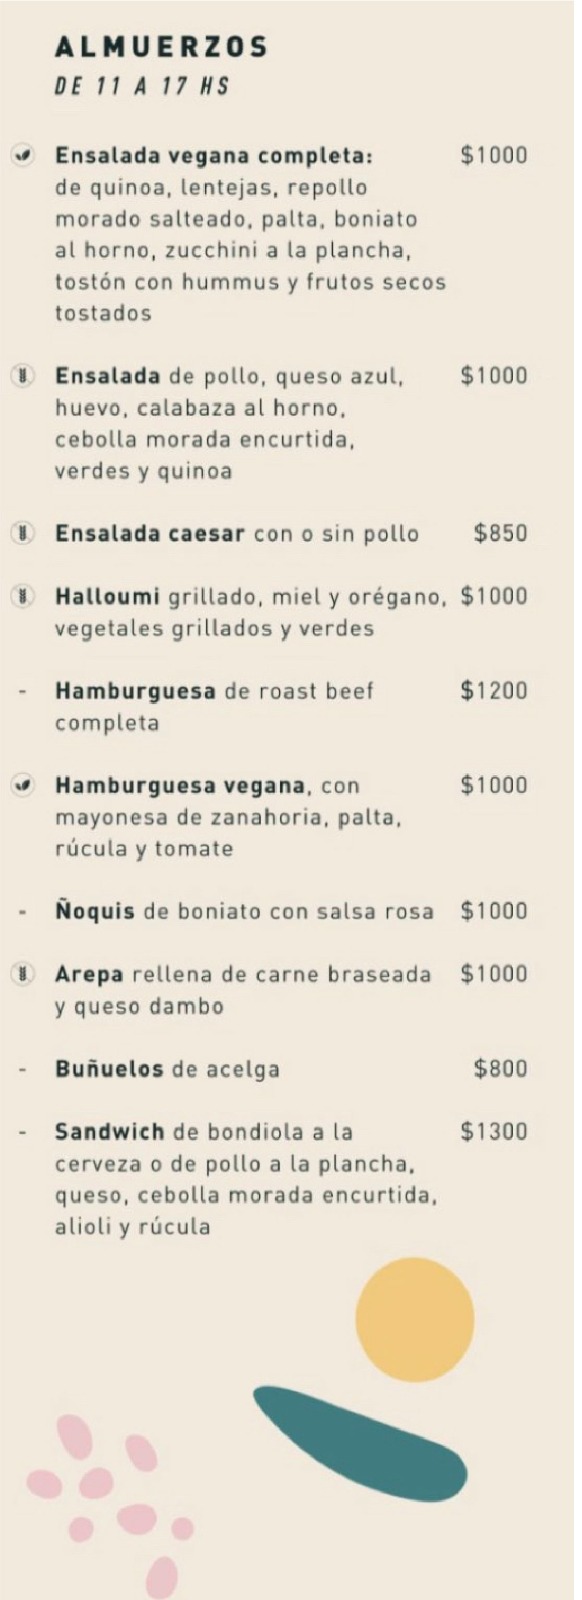 ALMUERZOS
DE 11 A 17 HS
Ensalada vegana completa: $1000
de quinoa, lentejas, repollo
morado salteado, palta, boniato
al horno, zucchini a la plancha,
tostón con hummus y frutos secos
tostados
Ensalada de pollo, queso azul, $1000
huevo, calabaza al horno,
cebolla morada encurtida,
verdes y quinoa
Ensalada caesar con o sin pollo $850
Halloumi grillado, miel y orégano, $1000
vegetales grillados y verdes
- Hamburguesa de roast beef $1200
completa
Hamburguesa vegana, con $1000
mayonesa de zanahoria, palta,
rúcula y tomate
- Ñoquis de boniato con salsa rosa $1000
Arepa rellena de carne braseada $1000
y queso dambo
- Buñuelos de acelga $800
- Sandwich de bondiola a la $1300
cerveza o de pollo a la plancha,
queso, cebolla morada encurtida,
alioli y rúcula